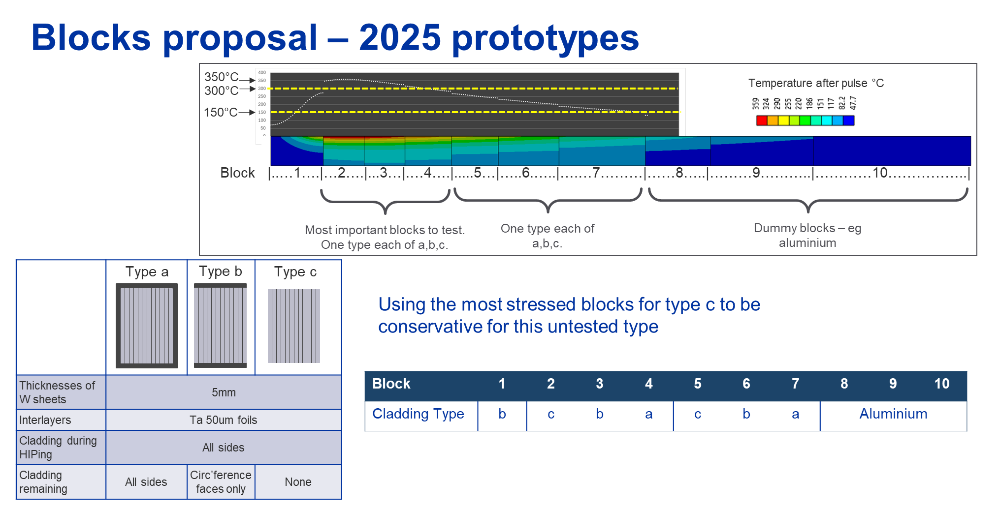 Blocks proposal – 2025 prototypes
350°C
300°C
150°C
400
350
300
250
200
150
100
50
0
Temperature after pulse °C
359 324 290 255 220 186 151 117 82.2 47.7
Block |.....1....|...2....|...3...|....4....|.....5...|.....6....|.......7.......|......8.....|.........9...........|............10...............|
Most important blocks to test.
One type each of a,b,c.
One type each of
a,b,c.
Dummy blocks – eg
aluminium
Type a Type b Type c
Thicknesses of
W sheets
5mm
Interlayers Ta 50um foils
Cladding during
HIPing
All sides
Cladding
remaining
All sides
Circ’ference
faces only
None
Using the most stressed blocks for type c to be
conservative for this untested type
Block 1 2 3 4 5 6 7 8 9 10
Cladding Type b c b a c b a Aluminium